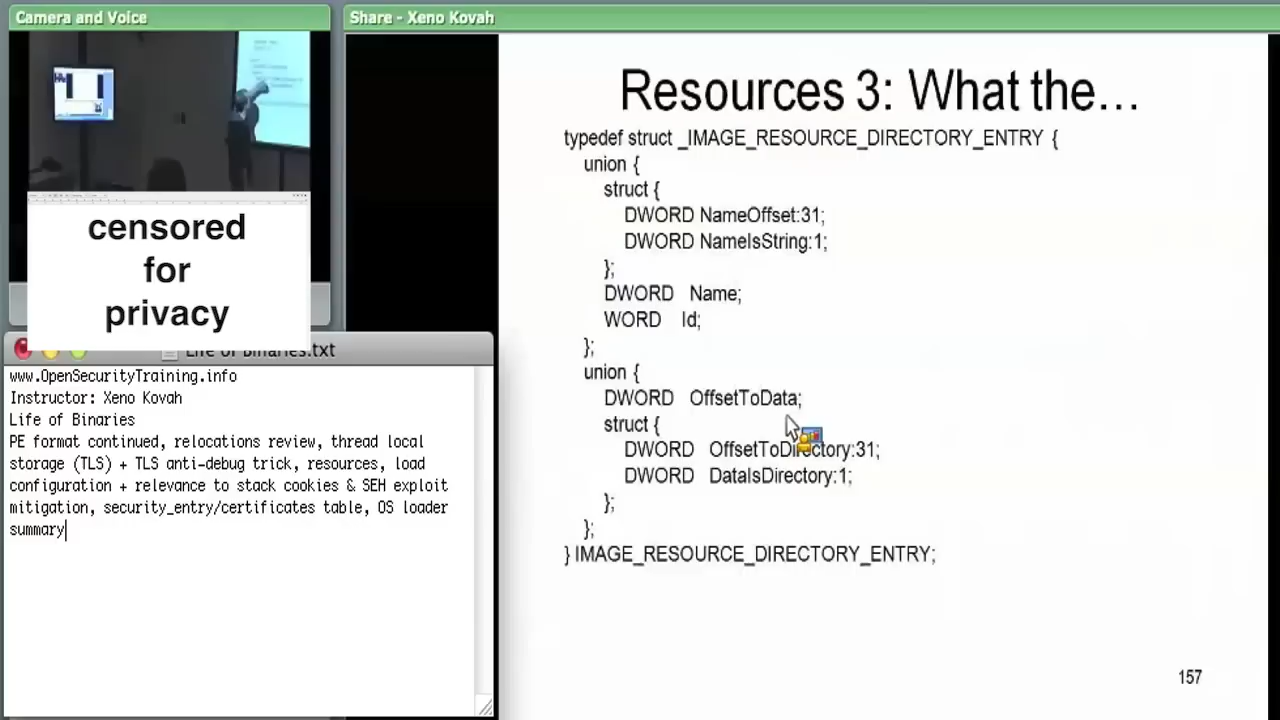 Camera and Voice
censored
for
privacy
Life of Binaries.txt
www.OpenSecurityTraining.info
Instructor: Xeno Kovah
Life of Binaries
PE format continued, relocations review, thread local
storage (TLS) + TLS anti-debug trick, resources, load
configuration + relevance to stack cookies & SEH exploit
mitigation, security_entry/certificates table, OS loader
summary
Share - Xeno Kovah
Resources 3: What the...
typedef struct _IMAGE_RESOURCE_DIRECTORY_ENTRY {
union {
struct {
DWORD NameOffset:31;
DWORD NameIsString:1;
};
DWORD Name;
WORD Id;
};
union {
DWORD OffsetToData;
struct {
DWORD OffsetToDirectory:31;
DWORD DataIsDirectory:1;
};
};
} IMAGE_RESOURCE_DIRECTORY_ENTRY;
157